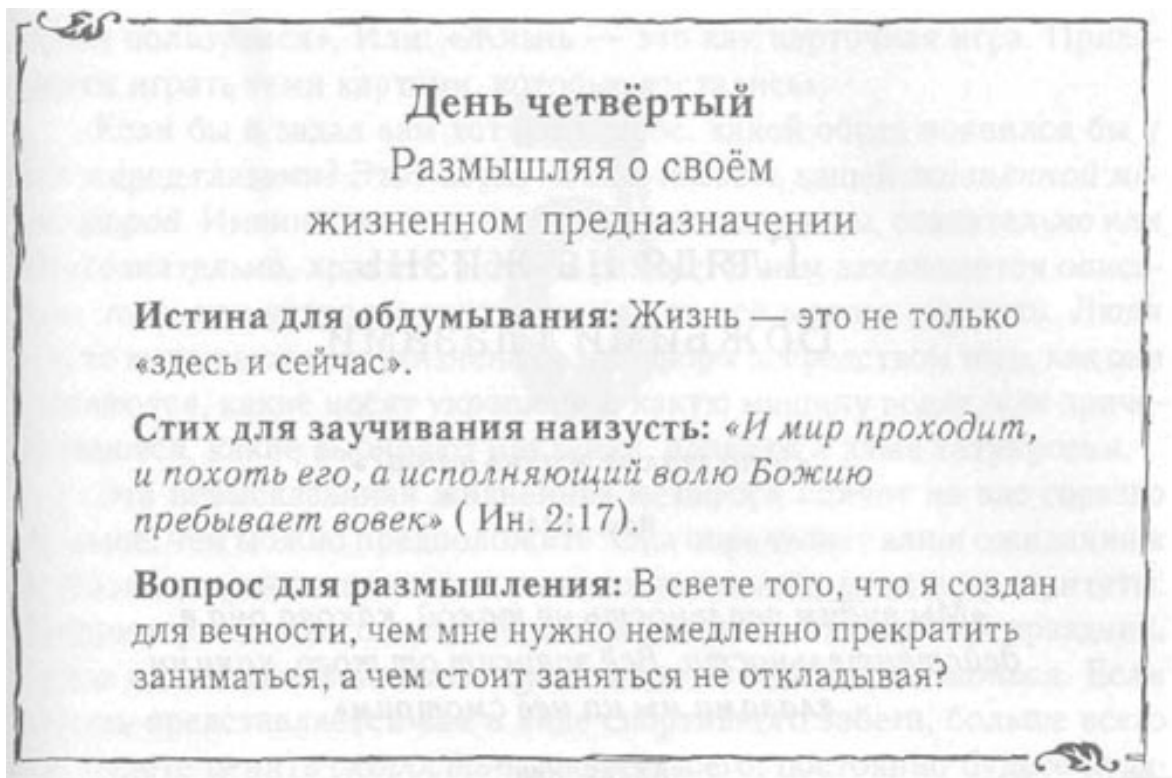 День четвёртый
Размышляя о своём
жизненном предназначении
Истина для обдумывания: Жизнь — это не только
«здесь и сейчас».
Стих для заучивания наизусть: «И мир проходит,
и похоть его, а исполняющий волю Божию
пребывает вовек» ( Ин. 2:17).
Вопрос для размышления: В свете того, что я создан
для вечности, чем мне нужно немедленно прекратить
заниматься, а чем стоит заняться не откладывая?